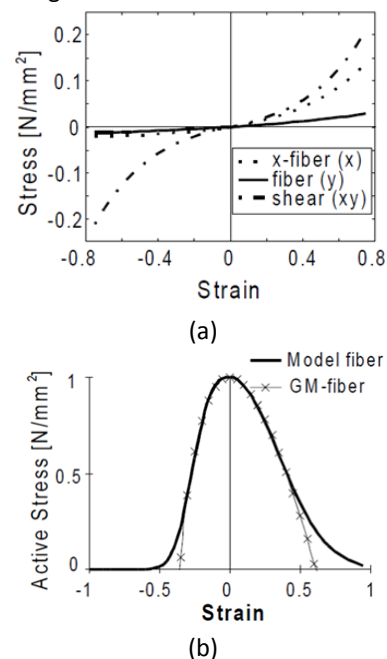 0.2
0.1
0
-0.1
-0.2
Stress [N/mm²]
x-fiber (x)
fiber (y)
shear (xy)
-0.8 -0.4 0 0.4 0.8
Strain
(a)
Model fiber
GM-fiber
1
0.5
0
Active Stress [N/mm²]
-1 -0.5 0 0.5 1
Strain
(b)